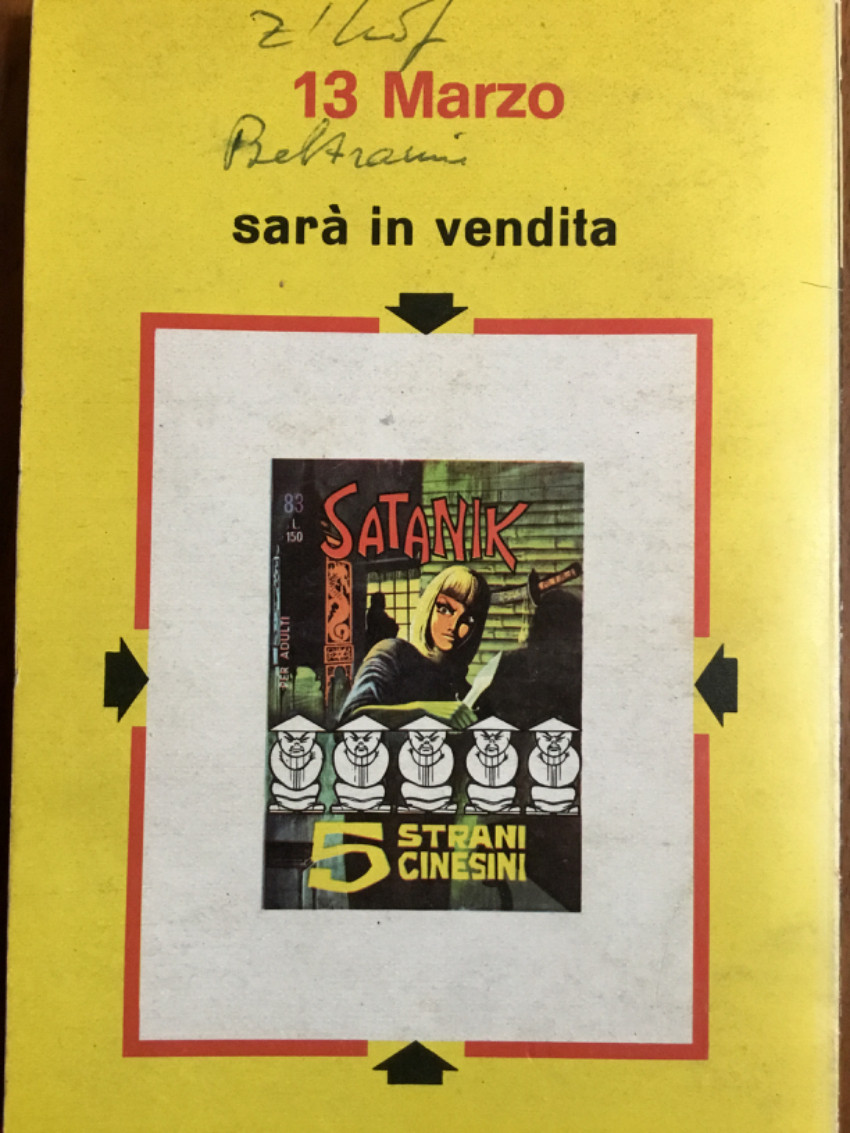 13 Marzo
Beltrami
sarà in vendita
83
L.
150
SATANIK
PER ADULTI
5 STRANI
CINESINI